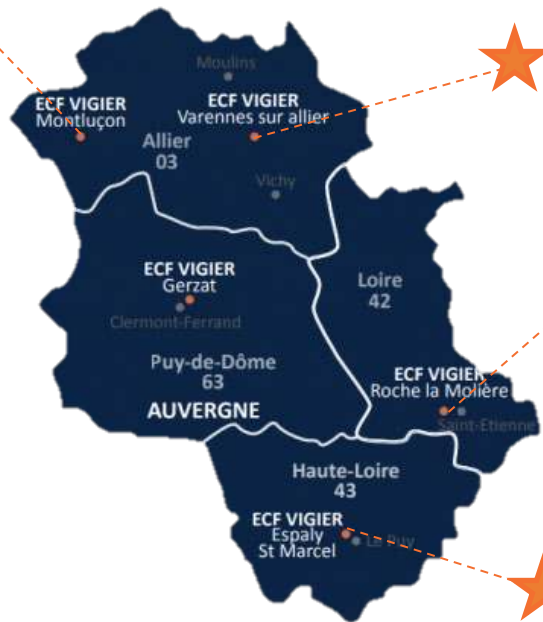 Moulins
ECF VIGIER
Montluçon
ECF VIGIER
Varennes sur allier
Allier
03
Vichy
ECF VIGIER
Gerzat
Clermont-Ferrand
Loire
42
Puy-de-Dôme
63
AUVERGNE
ECF VIGIER
Roche la Molière
Saint-Etienne
Haute-Loire
43
ECF VIGIER
Espaly
St Marcel
Le Puy